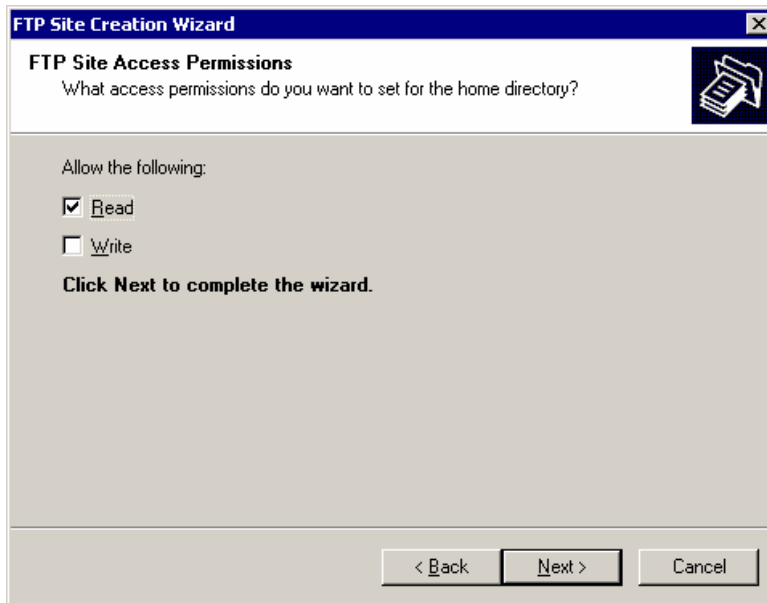 FTP Site Creation Wizard
FTP Site Access Permissions
What access permissions do you want to set for the home directory?
Allow the following:
Read
Write
Click Next to complete the wizard.
< Back Next > Cancel